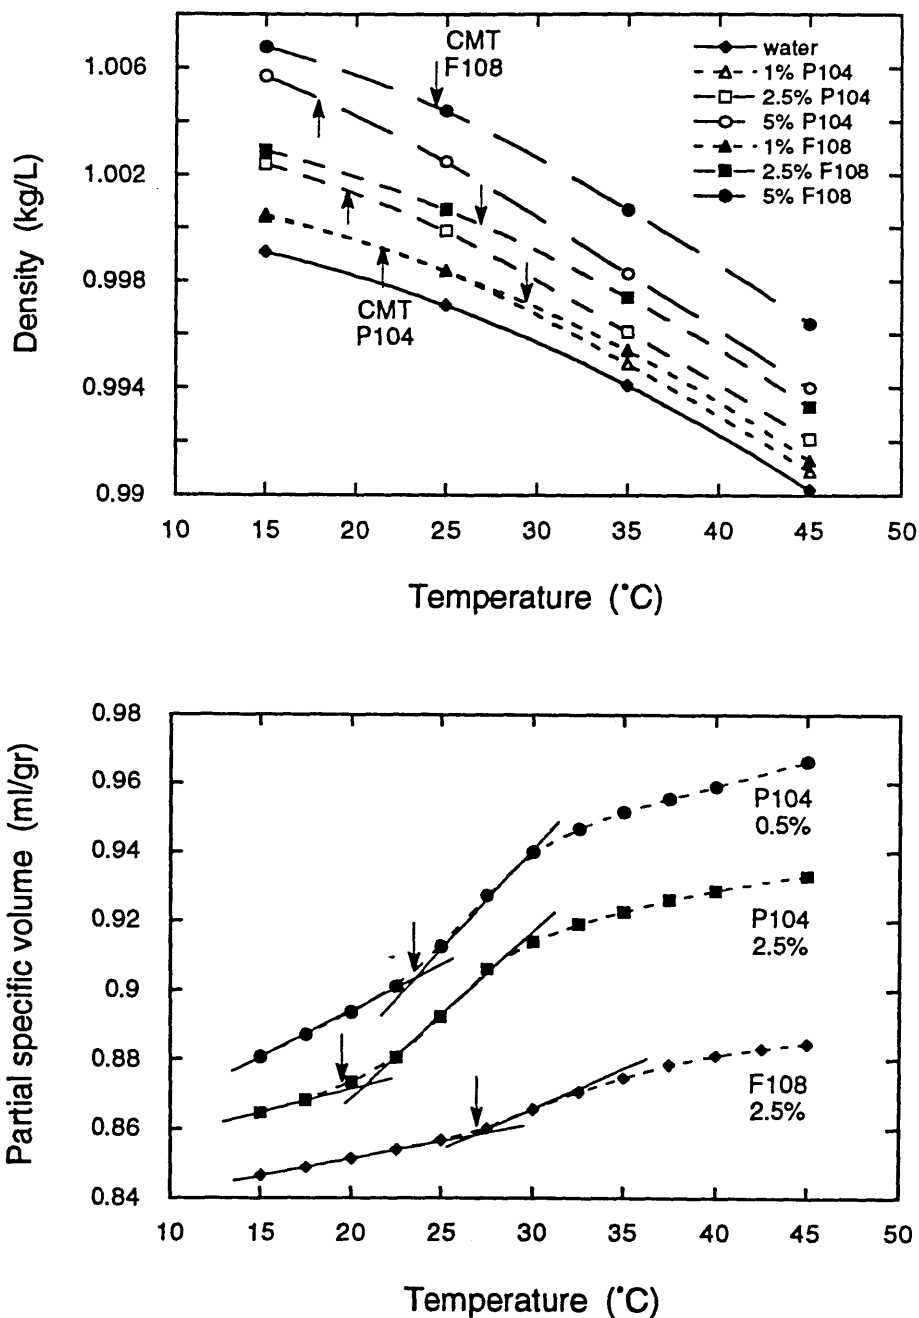 CMT
F108
water
1% P104
2.5% P104
5% P104
1% F108
2.5% F108
5% F108
CMT
P104
1.006
1.002
0.998
0.994
0.99
Density (kg/L)
10 15 20 25 30 35 40 45 50
Temperature (˚C)
0.98
0.96
0.94
0.92
0.9
0.88
0.86
0.84
Partial specific volume (ml/gr)
P104
0.5%
P104
2.5%
F108
2.5%
10 15 20 25 30 35 40 45 50
Temperature (˚C)